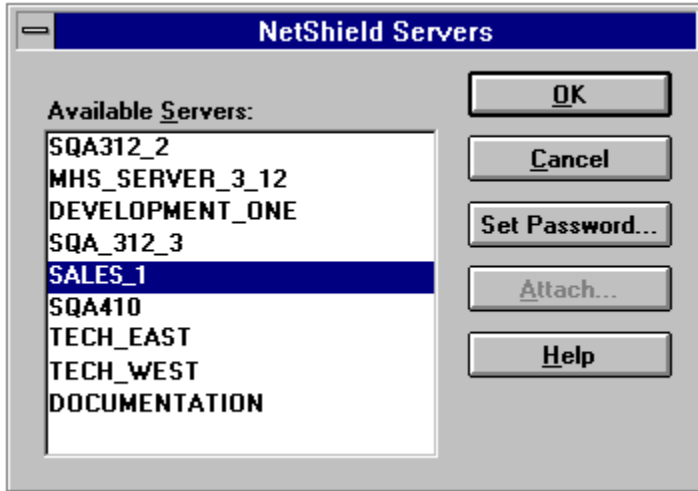 NetShield Servers
Available Servers:
SQA312_2
MHS_SERVER_3_12
DEVELOPMENT_ONE
SQA_312_3
SALES_1
SQA410
TECH_EAST
TECH_WEST
DOCUMENTATION
OK
Cancel
Set Password...
Attach...
Help